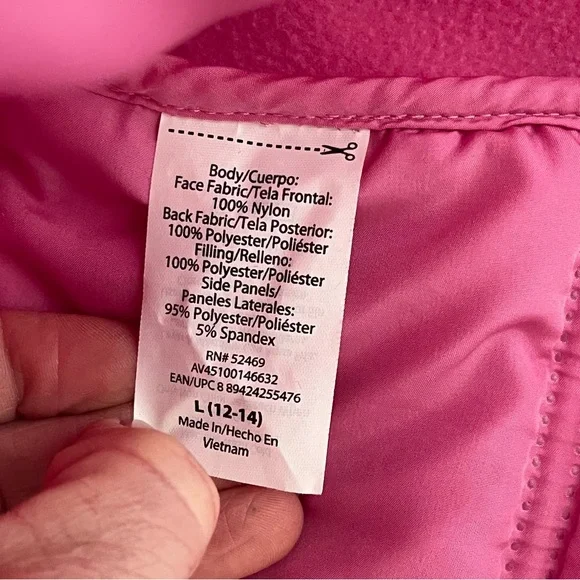 Body/Cuerpo:
Face Fabric/Tela Frontal:
100% Nylon
Back Fabric/Tela Posterior:
100% Polyester/Poliéster
Filling/Relleno:
100% Polyester/Poliéster
Side Panels/
Paneles Laterales:
95% Polyester/Poliéster
5% Spandex
RN# 52469
AV45100146632
EAN/UPC 8 89424255476
L (12-14)
Made In/Hecho En
Vietnam